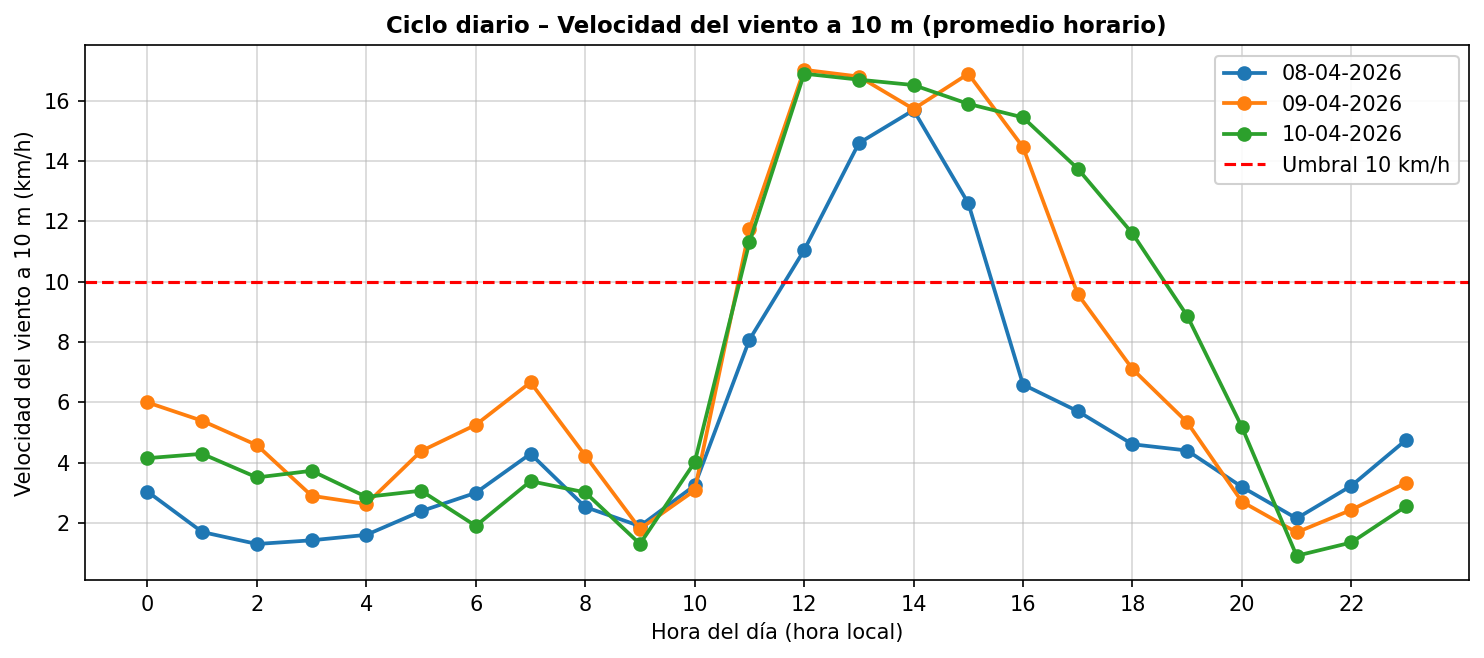 Ciclo diario – Velocidad del viento a 10 m (promedio horario)
Velocidad del viento a 10 m (km/h)
16
14
12
10
8
6
4
2
08-04-2026
09-04-2026
10-04-2026
Umbral 10 km/h
0 2 4 6 8 10 12 14 16 18 20 22
Hora del día (hora local)